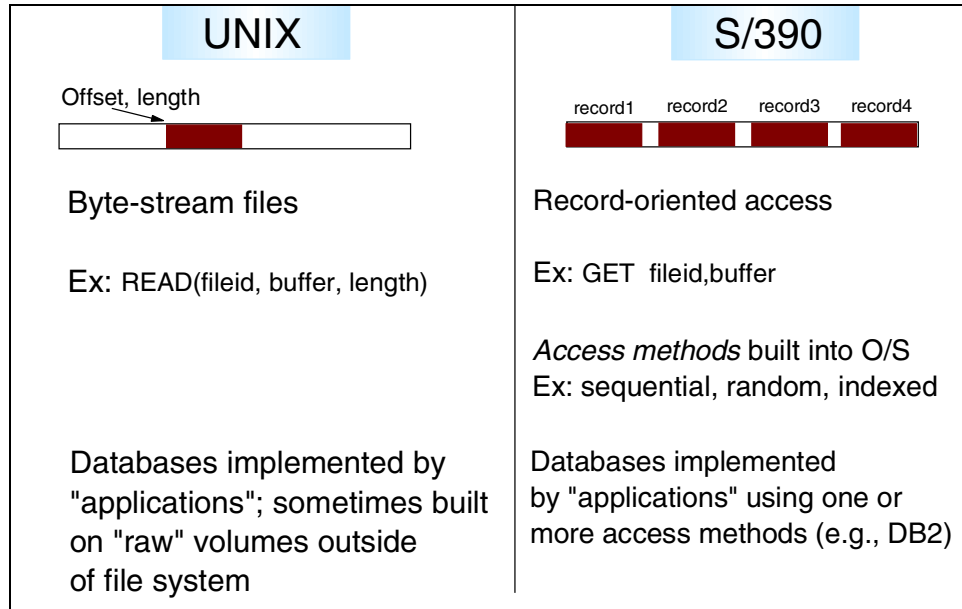 UNIX
Offset, length
Byte-stream files
Ex: READ(fileid, buffer, length)
Databases implemented by
"applications"; sometimes built
on "raw" volumes outside
of file system
S/390
record1 record2 record3 record4
Record-oriented access
Ex: GET fileid,buffer
Access methods built into O/S
Ex: sequential, random, indexed
Databases implemented
by "applications" using one or
more access methods (e.g., DB2)